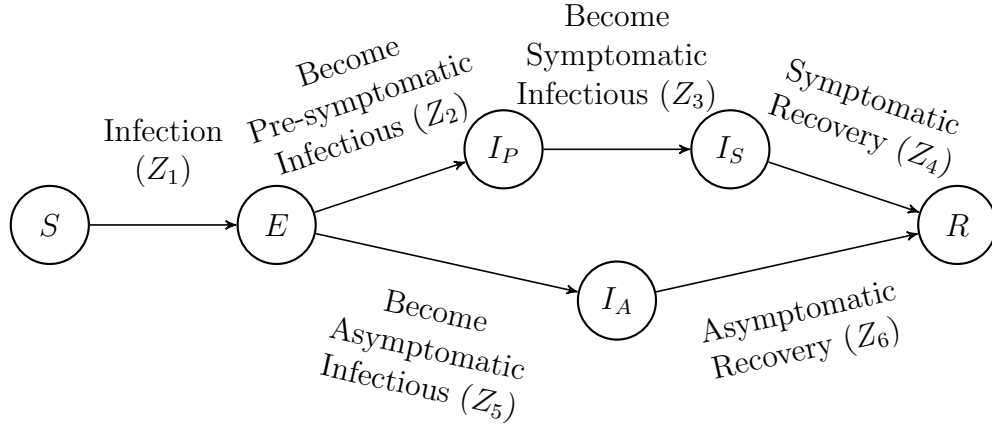 Infection
(Z₁)
Become
Pre-symptomatic
Infectious (Z₂)
Become
Symptomatic
Infectious (Z₃)
Symptomatic
Recovery (Z₄)
S
E
I_P
I_S
R
I_A
Become
Asymptomatic
Infectious (Z₅)
Asymptomatic
Recovery (Z₆)